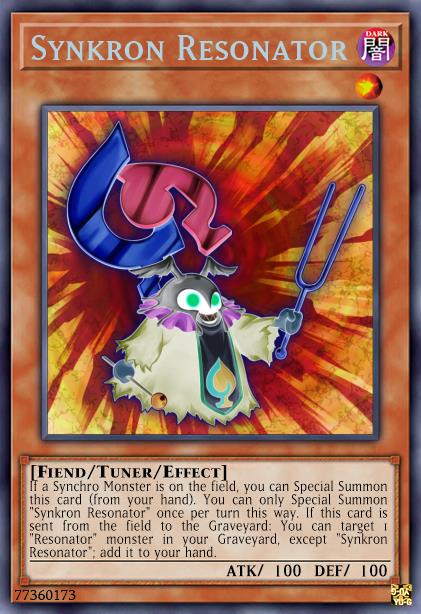 SYNKRON RESONATOR
DARK
闇
[FIEND/TUNER/EFFECT]
If a Synchro Monster is on the field, you can Special Summon
this card (from your hand). You can only Special Summon
"Synkron Resonator" once per turn this way. If this card is
sent from the field to the Graveyard: You can target 1
"Resonator" monster in your Graveyard, except "Synkron
Resonator"; add it to your hand.
ATK/ 100 DEF/ 100
77360173